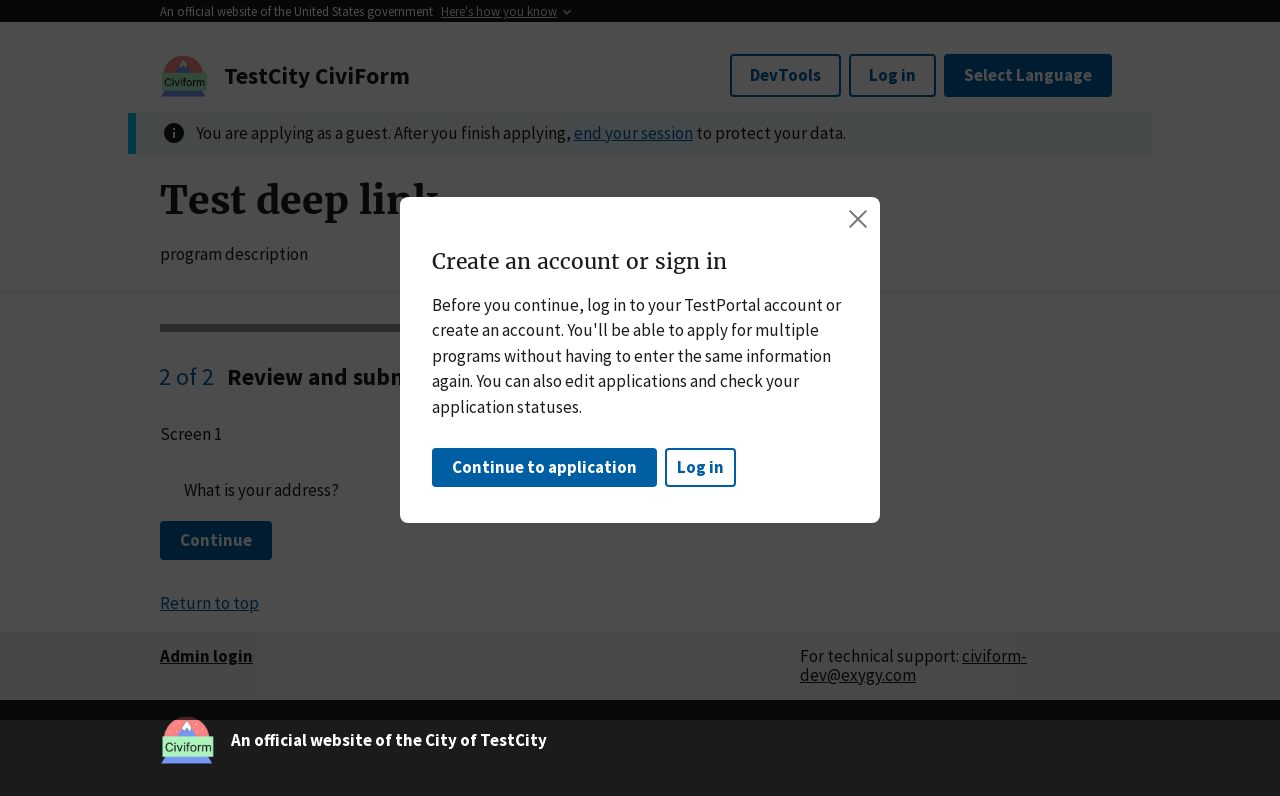 An official website of the United States government Here's how you know
Civiform
TestCity CiviForm
DevTools
Log in
Select Language
You are applying as a guest. After you finish applying, end your session to protect your data.
Test deep link
program description
Create an account or sign in
Before you continue, log in to your TestPortal account or
create an account. You'll be able to apply for multiple
programs without having to enter the same information
again. You can also edit applications and check your
application statuses.
Continue to application
Log in
2 of 2 Review and subm
Screen 1
What is your address?
Continue
Return to top
Admin login
For technical support: civiform-
dev@exygy.com
Civiform
An official website of the City of TestCity